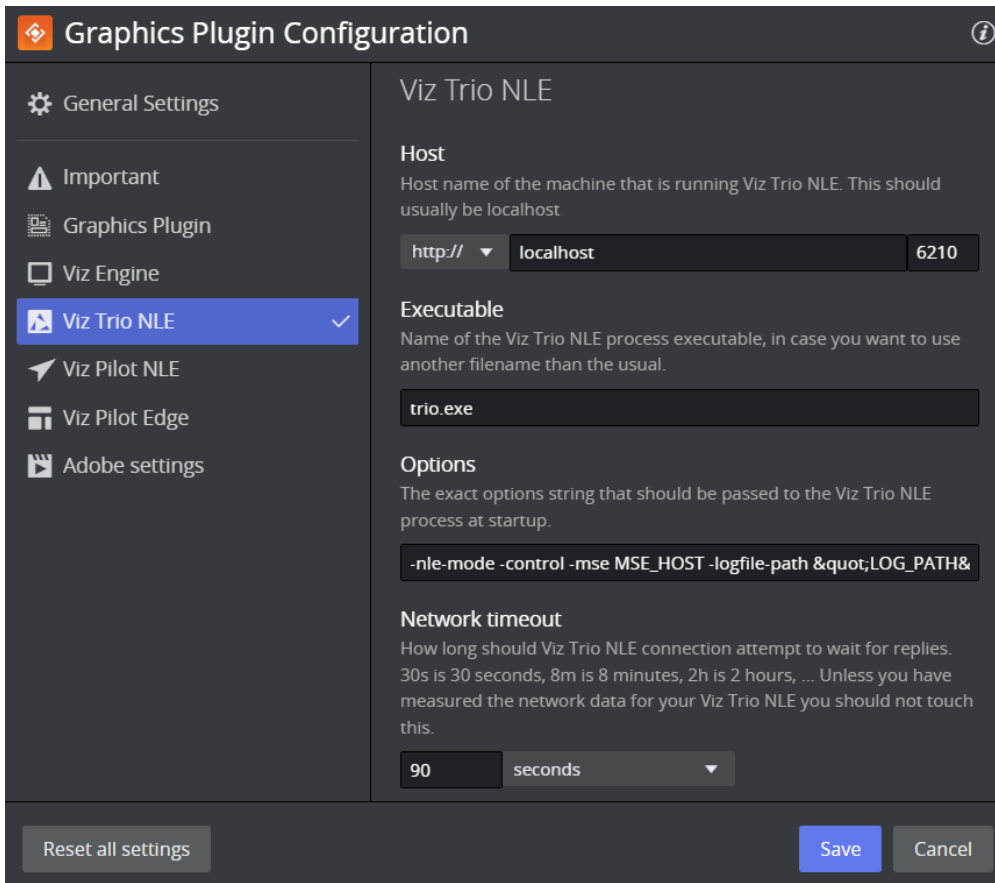 Graphics Plugin Configuration
General Settings
Important
Graphics Plugin
Viz Engine
Viz Trio NLE
Viz Pilot NLE
Viz Pilot Edge
Adobe settings
Viz Trio NLE
Host
Host name of the machine that is running Viz Trio NLE. This should
usually be localhost
http:// localhost 6210
Executable
Name of the Viz Trio NLE process executable, in case you want to use
another filename than the usual.
trio.exe
Options
The exact options string that should be passed to the Viz Trio NLE
process at startup.
-nle-mode -control -mse MSE_HOST -logfile-path &quot;LOG_PATH&
Network timeout
How long should Viz Trio NLE connection attempt to wait for replies.
30s is 30 seconds, 8m is 8 minutes, 2h is 2 hours, ... Unless you have
measured the network data for your Viz Trio NLE you should not touch
this.
90 seconds
Reset all settings
Save
Cancel